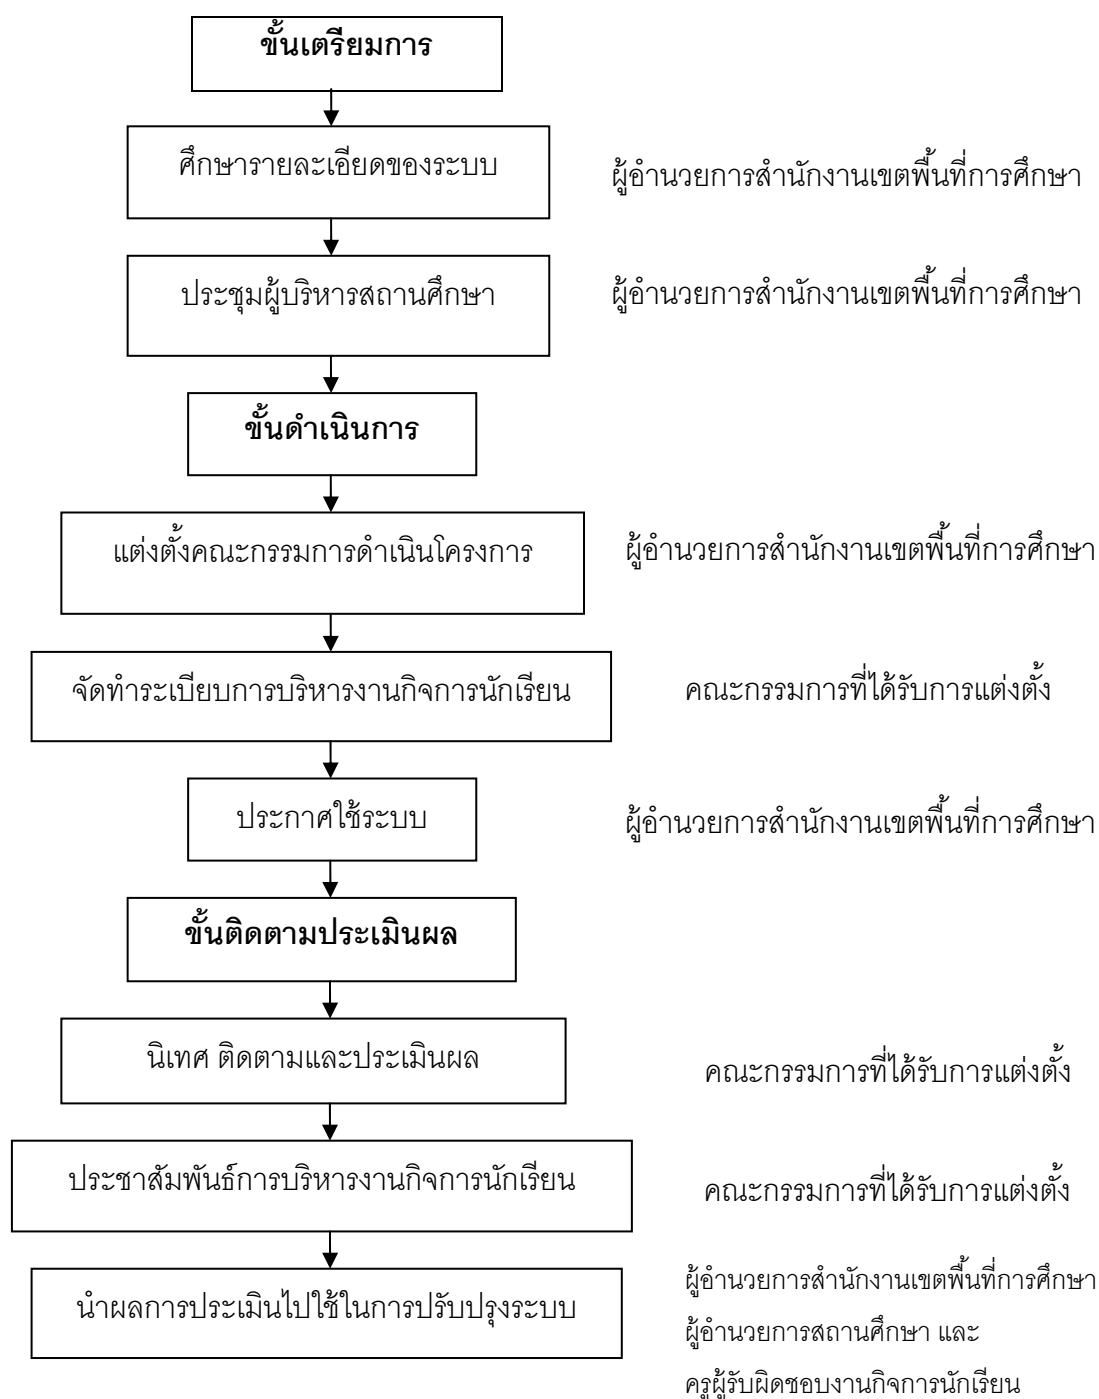 ขั้นเตรียมการ
ศึกษารายละเอียดของระบบ
ผู้อำนวยการสำนักงานเขตพื้นที่การศึกษา
ประชุมผู้บริหารสถานศึกษา
ผู้อำนวยการสำนักงานเขตพื้นที่การศึกษา
ขั้นดำเนินการ
แต่งตั้งคณะกรรมการดำเนินโครงการ
ผู้อำนวยการสำนักงานเขตพื้นที่การศึกษา
จัดทำระเบียบการบริหารงานกิจการนักเรียน
คณะกรรมการที่ได้รับการแต่งตั้ง
ประกาศใช้ระบบ
ผู้อำนวยการสำนักงานเขตพื้นที่การศึกษา
ขั้นติดตามประเมินผล
นิเทศ ติดตามและประเมินผล
คณะกรรมการที่ได้รับการแต่งตั้ง
ประชาสัมพันธ์การบริหารงานกิจการนักเรียน
คณะกรรมการที่ได้รับการแต่งตั้ง
นำผลการประเมินไปใช้ในการปรับปรุงระบบ
ผู้อำนวยการสำนักงานเขตพื้นที่การศึกษา
ผู้อำนวยการสถานศึกษา และ
ครูผู้รับผิดชอบงานกิจการนักเรียน